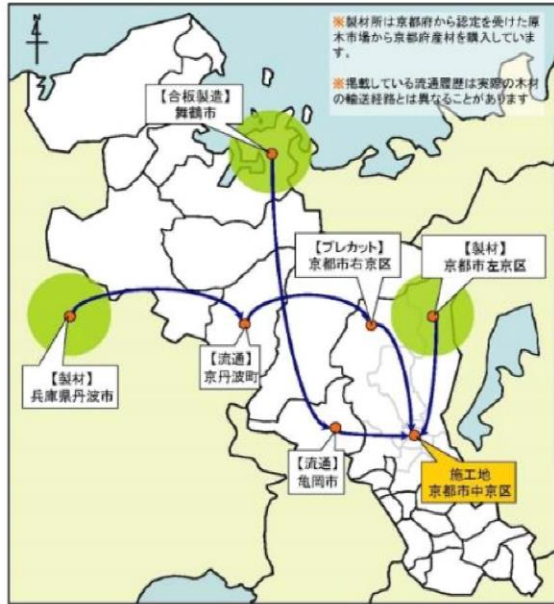 ※製材所は京都府から認定を受けた原
木市場から京都府産材を購入していま
す。
※掲載している流通履歴は実際の木材
の輸送経路とは異なることがあります
N
【合板製造】
舞鶴市
【プレカット】
京都市右京区
【製材】
京都市左京区
【製材】
兵庫県丹波市
【流通】
京丹波町
【流通】
亀岡市
施工地
京都市中京区